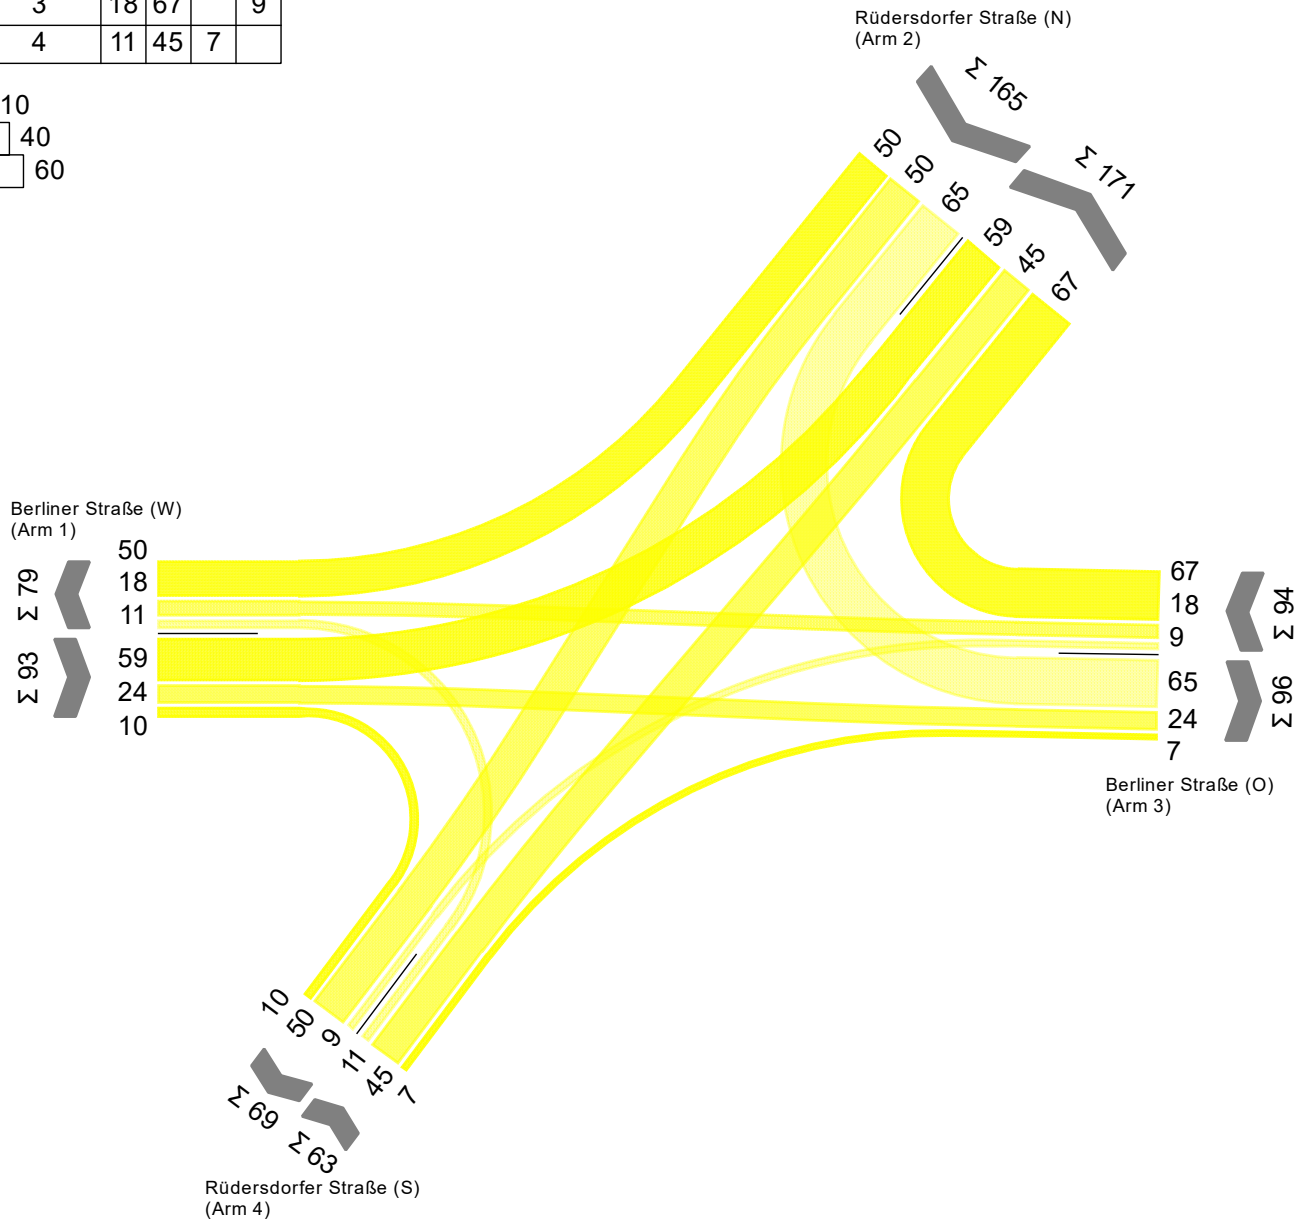 3 18 67 9
4 11 45 7
10
40
60
Rüdersdorfer Straße (N)
(Arm 2)
Σ 165
Σ 171
50
50
65
59
45
67
Berliner Straße (W)
(Arm 1)
50
18
11
59
24
10
Σ 79
Σ 93
67
18
9
65
24
7
Σ 94
Σ 96
Berliner Straße (O)
(Arm 3)
10
50
9
11
45
7
Σ 69
Σ 63
Rüdersdorfer Straße (S)
(Arm 4)